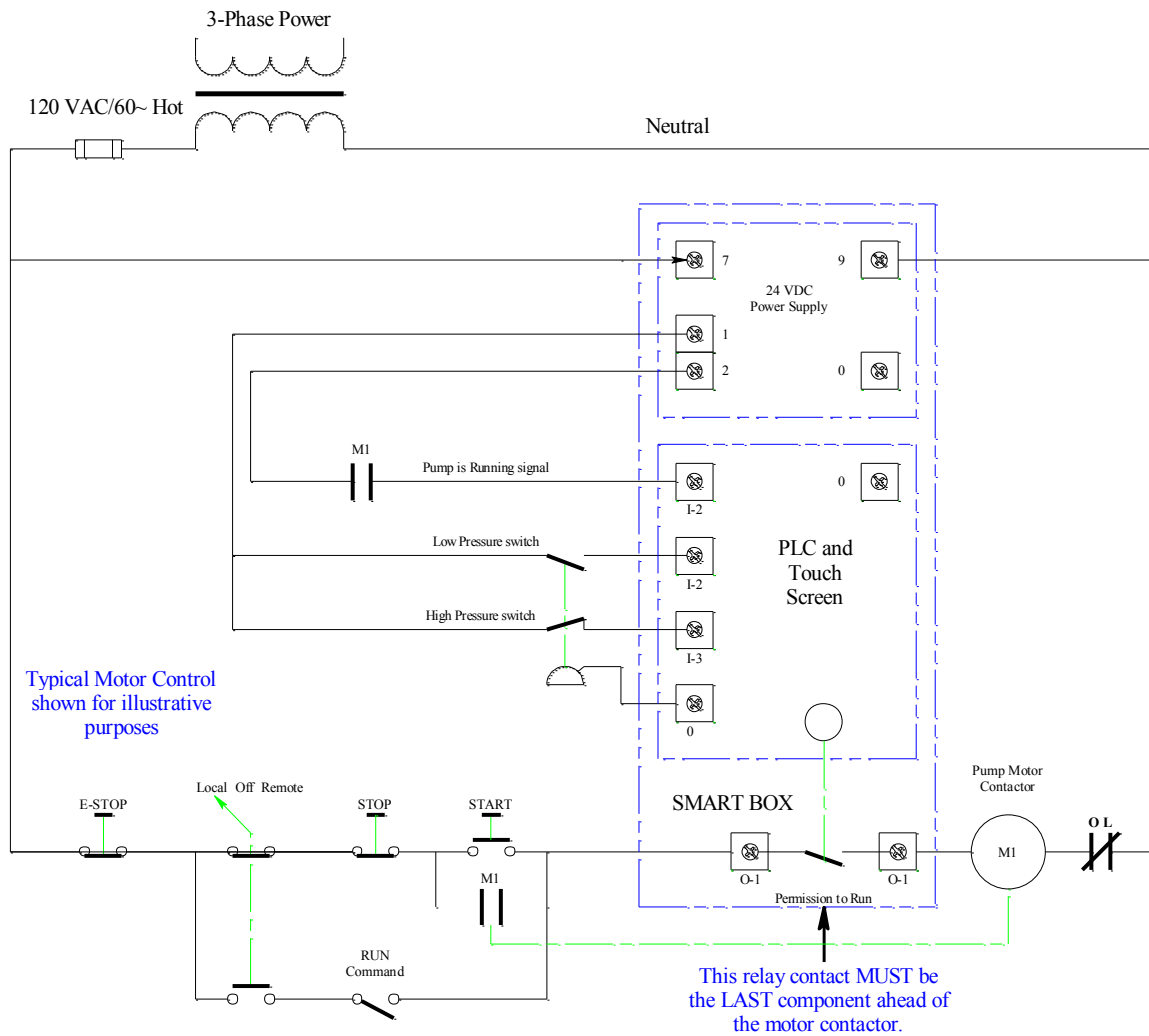 3-Phase Power
120 VAC/60~ Hot
Neutral
7
9
24 VDC
Power Supply
1
2
0
M1
Pump is Running signal
I-2
0
Low Pressure switch
I-2
PLC and
Touch
Screen
High Pressure switch
I-3
0
Typical Motor Control
shown for illustrative
purposes
Local Off Remote
E-STOP
STOP
START
SMART BOX
Pump Motor
Contactor
O L
M1
M1
O-1
O-1
Permission to Run
RUN
Command
This relay contact MUST be
the LAST component ahead of
the motor contactor.